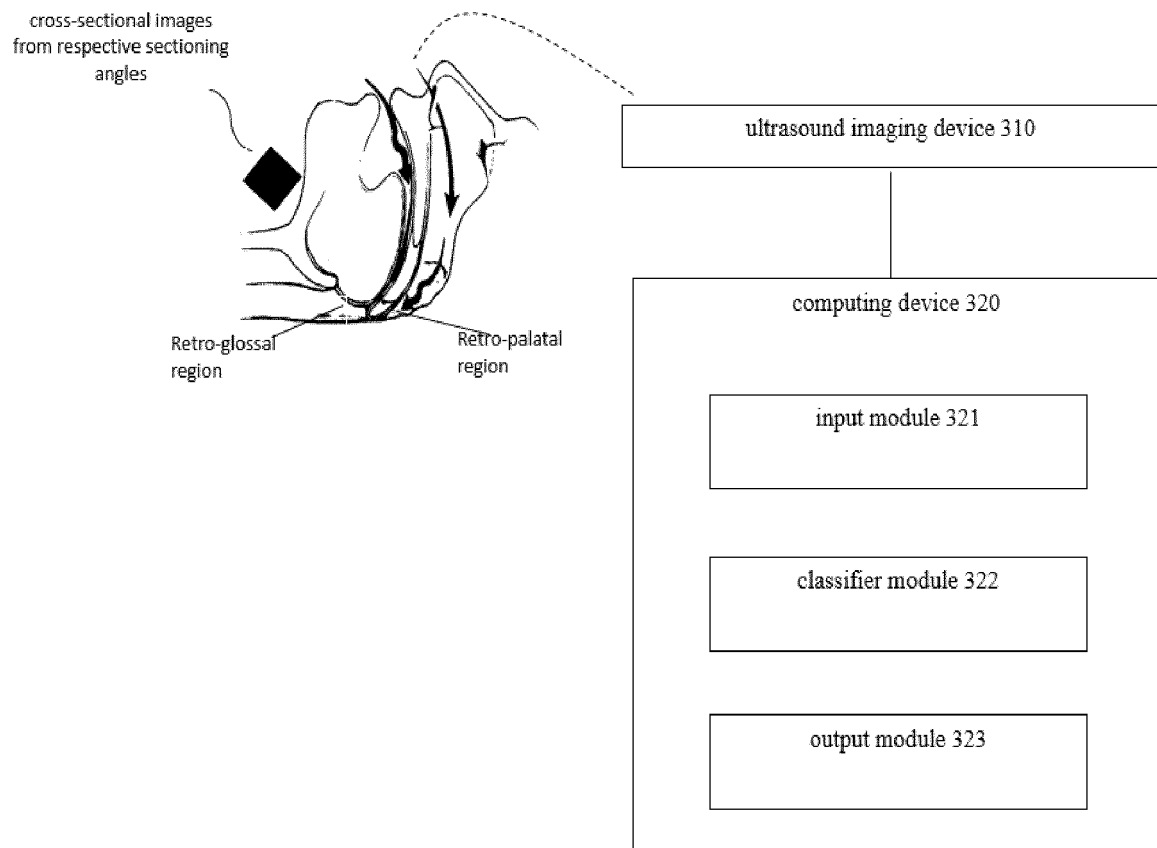 cross-sectional images
from respective sectioning
angles
ultrasound imaging device 310
computing device 320
Retro-glossal
region
Retro-palatal
region
input module 321
classifier module 322
output module 323